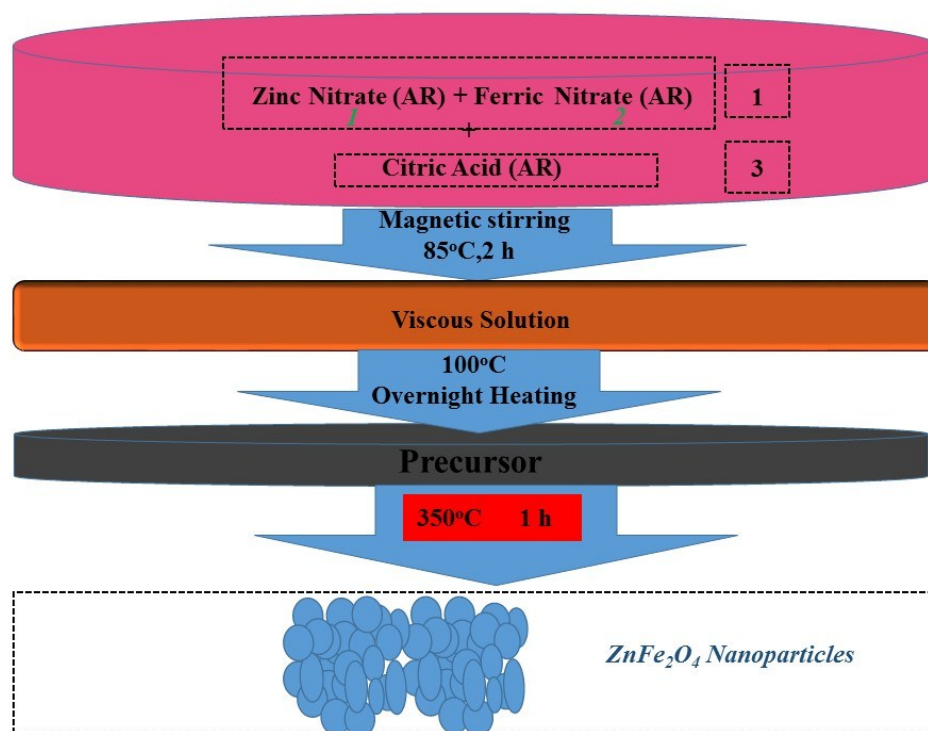 Zinc Nitrate (AR) + Ferric Nitrate (AR) 1
1 2
+
Citric Acid (AR) 3
Magnetic stirring
85°C,2 h
Viscous Solution
100°C
Overnight Heating
Precursor
350°C 1 h
ZnFe₂O₄ Nanoparticles